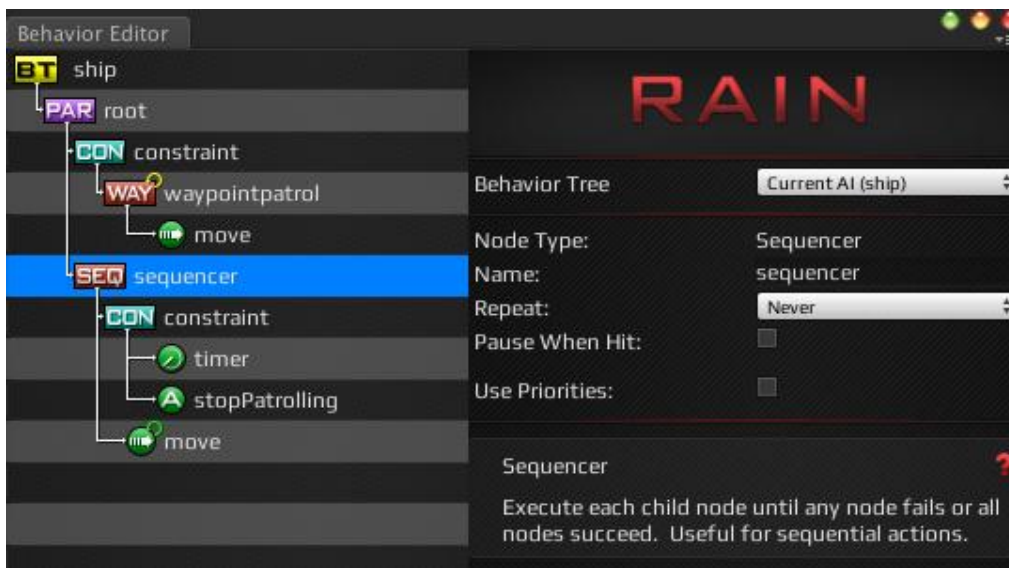 Behavior Editor
BT ship
PAR root
CON constraint
WAY waypointpatrol
move
SEQ sequencer
CON constraint
timer
A stopPatrolling
move
RAIN
Behavior Tree Current AI (ship)
Node Type: Sequencer
Name: sequencer
Repeat: Never
Pause When Hit:
Use Priorities:
Sequencer ?
Execute each child node until any node fails or all
nodes succeed. Useful for sequential actions.